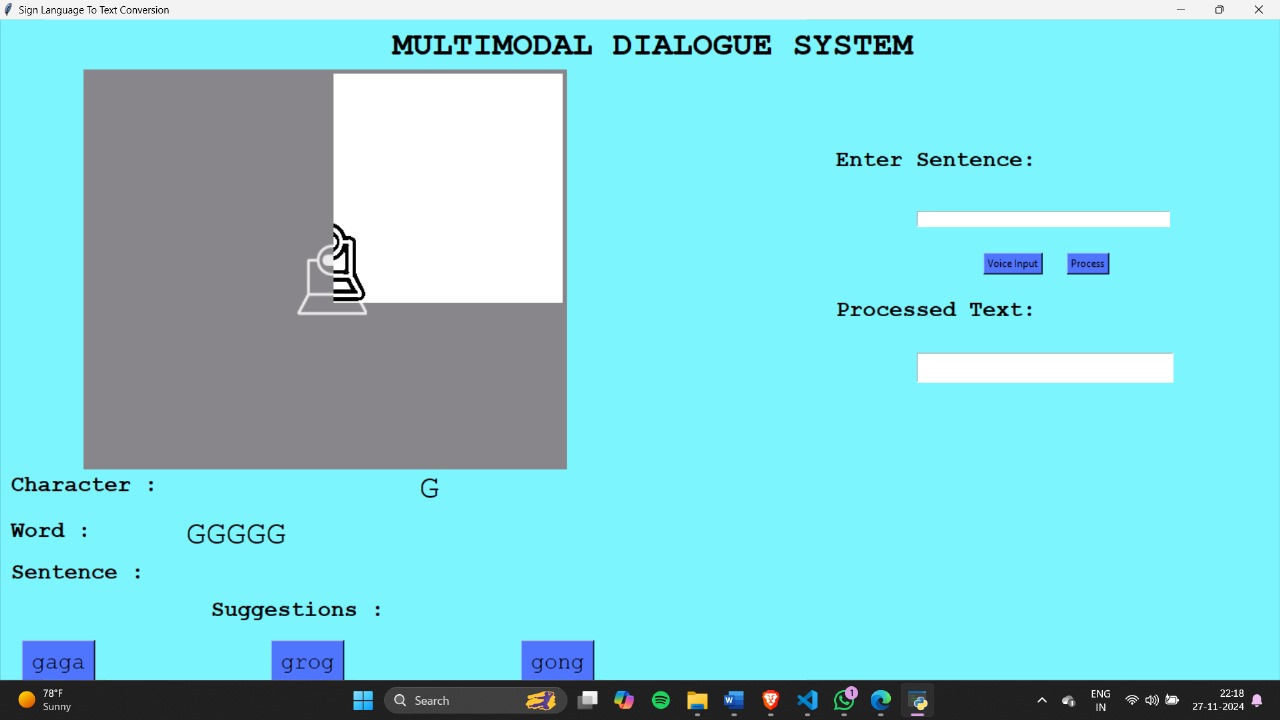 Sign Language To Text Conversion
MULTIMODAL DIALOGUE SYSTEM
Enter Sentence:
Voice Input
Process
Processed Text:
Character :
G
Word :
GGGGG
Sentence :
Suggestions :
gaga
grog
gong
78°F
Sunny
Search
1
ENG
IN
22:18
27-11-2024